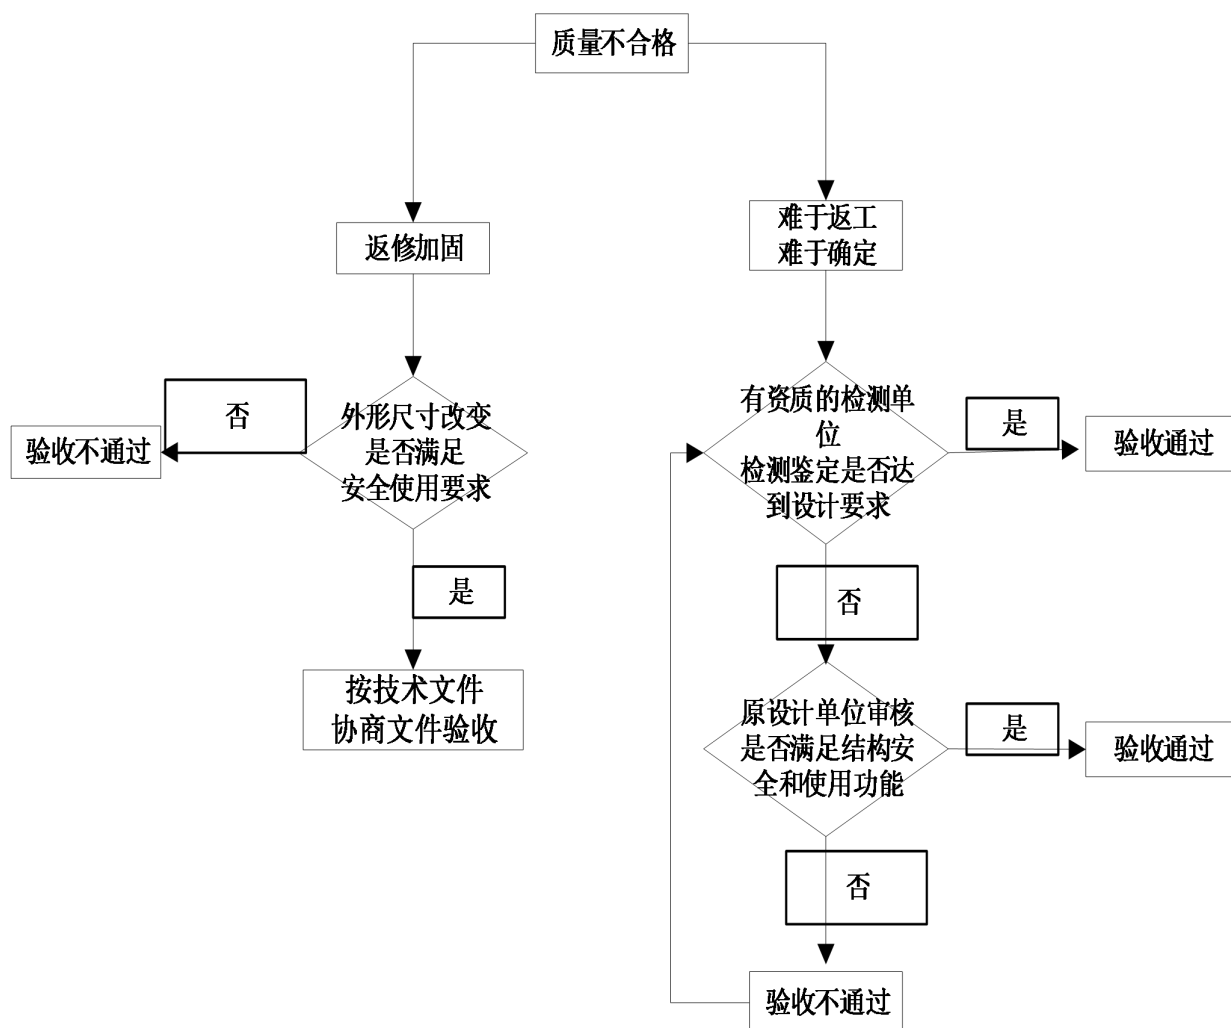 质量不合格
难于返工
难于确定
返修加固
外形尺寸改变
是否满足
安全使用要求
否
验收不通过
是
按技术文件
协商文件验收
有资质的检测单
位
检测鉴定是否达
到设计要求
是
验收通过
否
原设计单位审核
是否满足结构安
全和使用功能
是
验收通过
否
验收不通过